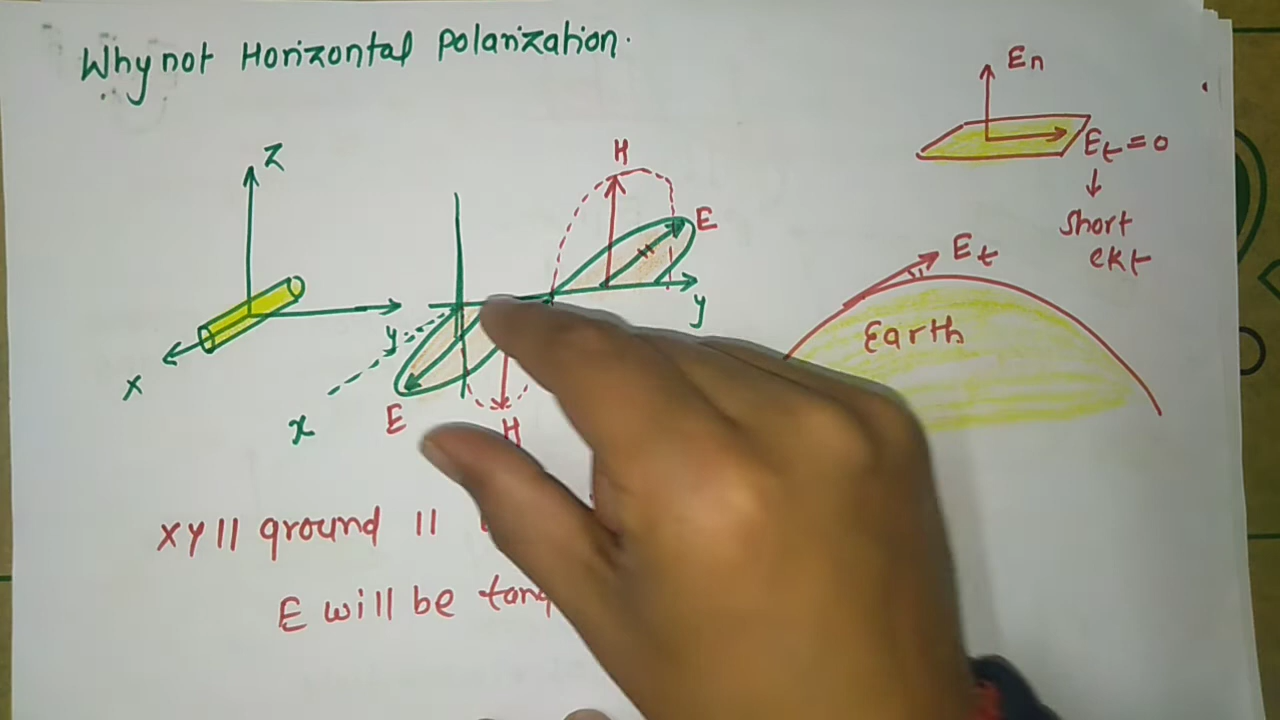 Why not Horizontal Polarization.
En
Et = 0
Short
ckt
Z
y
X
H
E
y
x
E
H
Et
Earth
XY || ground ||
E will be